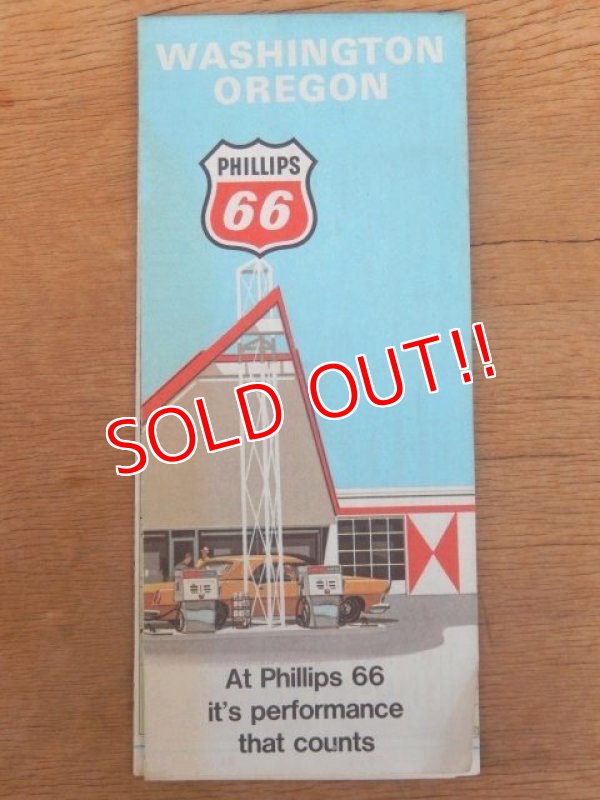 WASHINGTON
OREGON
PHILLIPS
66
SOLD OUT!!
At Phillips 66
it's performance
that counts